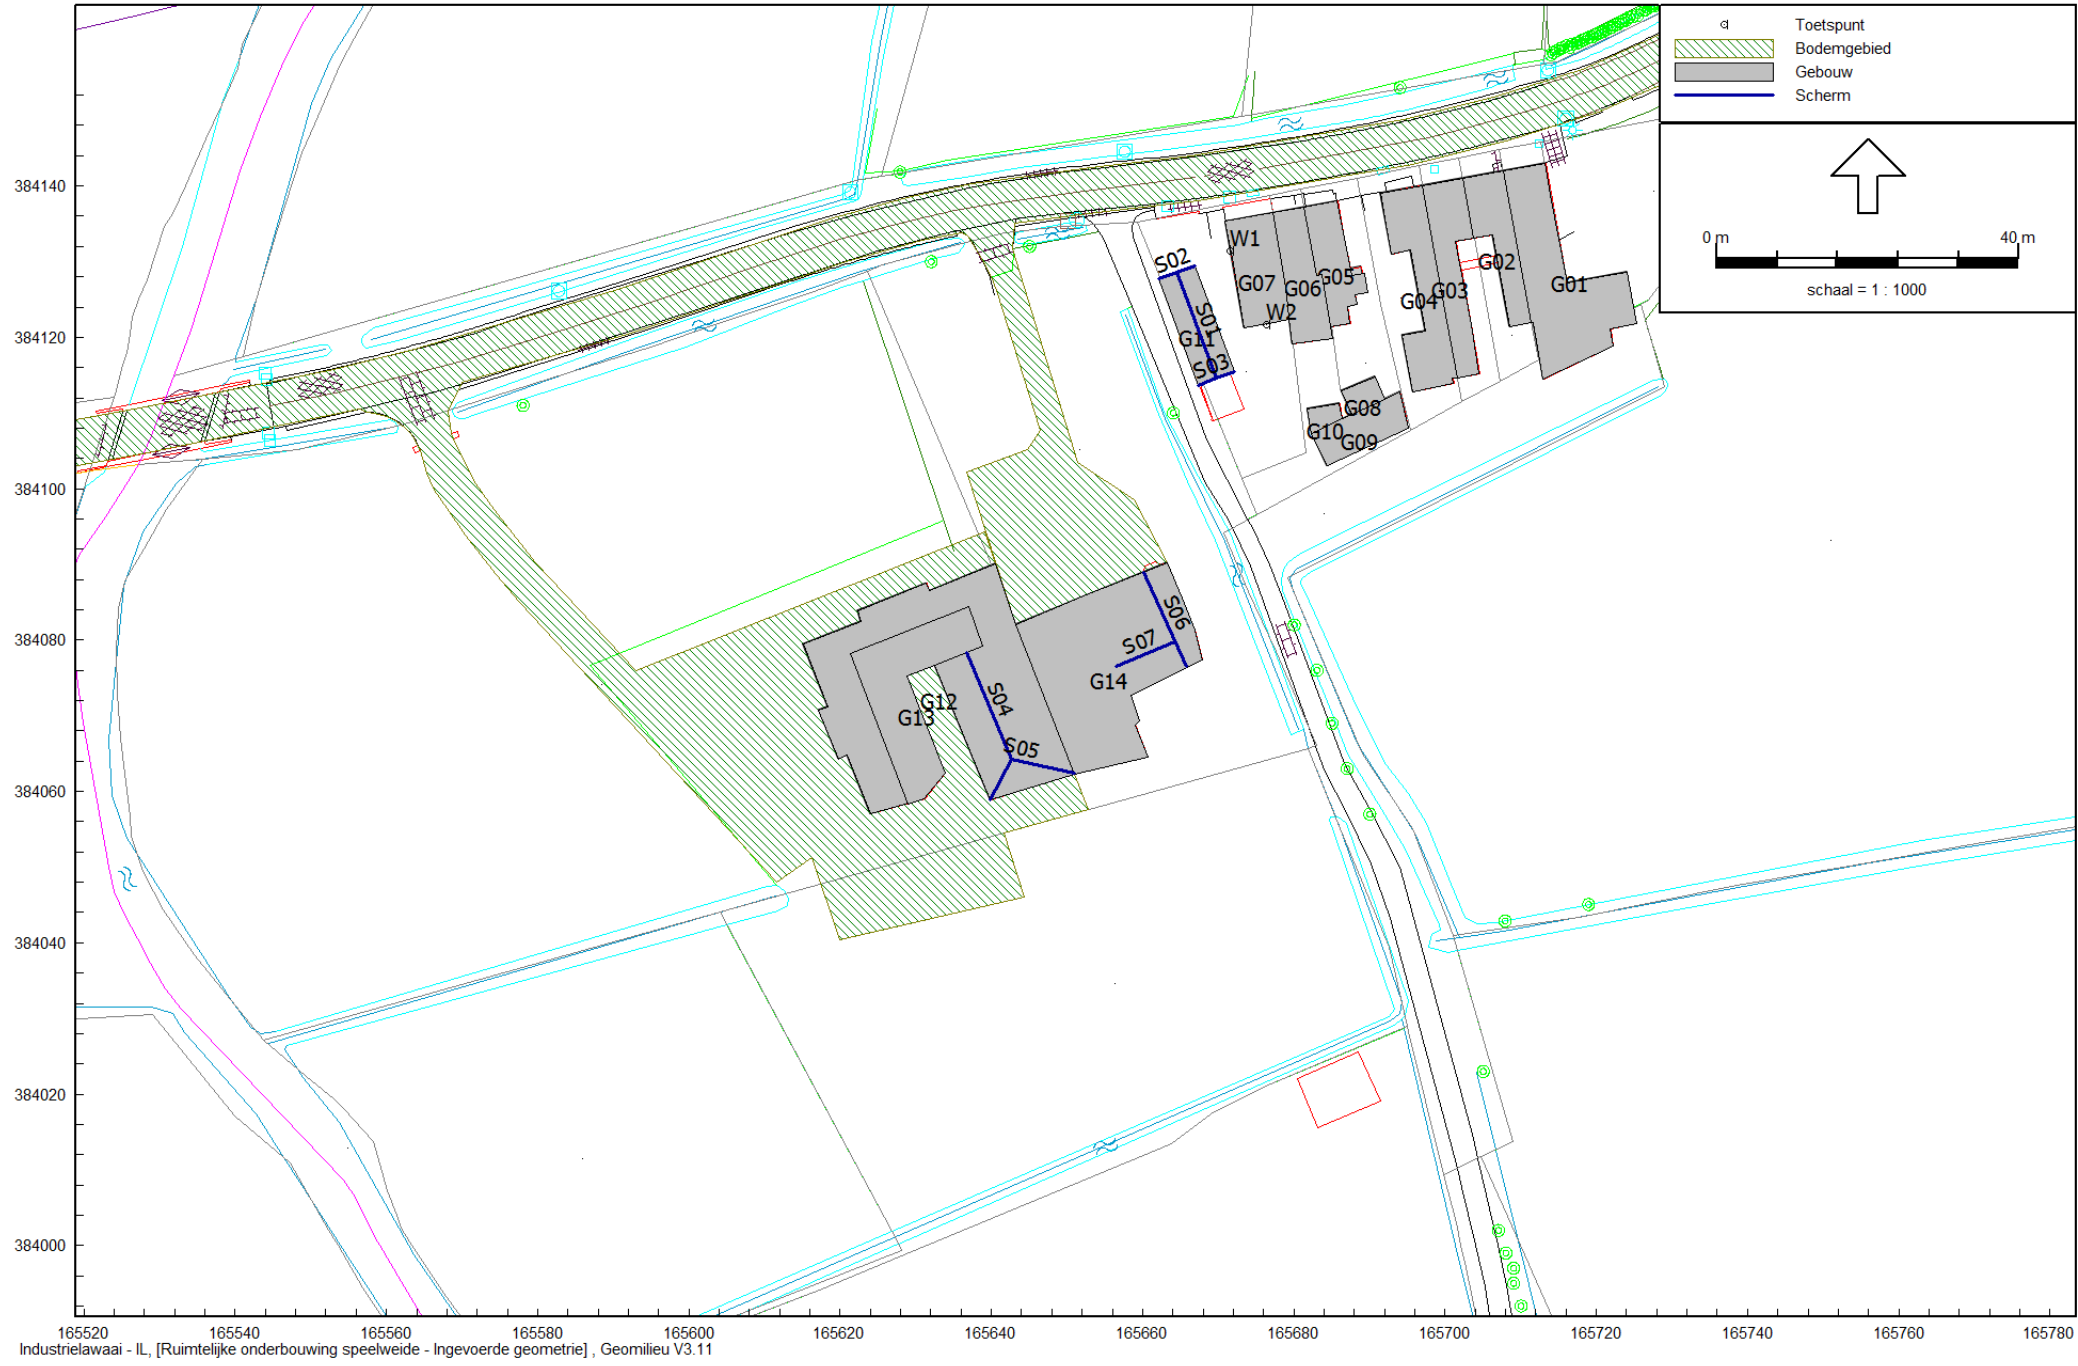 Toetspunt
Bodemgebied
Gebouw
Scherm
0 m 40 m
schaal = 1 : 1000
384140
384120
384100
384080
384060
384040
384020
384000
W1
S02
G07
G06
G05
G02
G01
G04
G03
S01
W2
G11
S03
G08
G10
G09
S06
S07
G14
S04
G12
G13
S05
165520 165540 165560 165580 165600 165620 165640 165660 165680 165700 165720 165740 165760 165780
Industrielawaai - IL, [Ruimtelijke onderbouwing speelweide - Ingevoerde geometrie] , Geomilieu V3.11